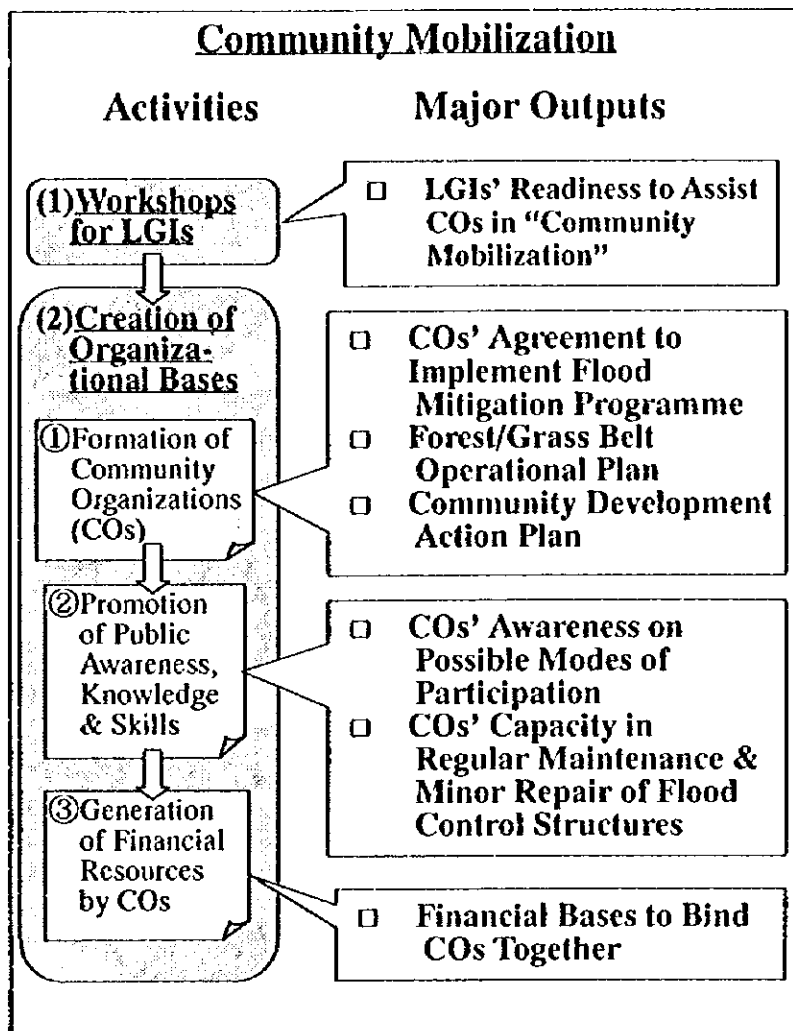 Community Mobilization
Activities
Major Outputs
(1)Workshops
for LGIs
□ LGIs' Readiness to Assist
COs in "Community
Mobilization"
(2)Creation of
Organiza-
tional Bases
①Formation of
Community
Organizations
(COs)
□ COs' Agreement to
Implement Flood
Mitigation Programme
□ Forest/Grass Belt
Operational Plan
□ Community Development
Action Plan
②Promotion
of Public
Awareness,
Knowledge
& Skills
□ COs' Awareness on
Possible Modes of
Participation
□ COs' Capacity in
Regular Maintenance &
Minor Repair of Flood
Control Structures
③Generation
of Financial
Resources
by COs
□ Financial Bases to Bind
COs Together